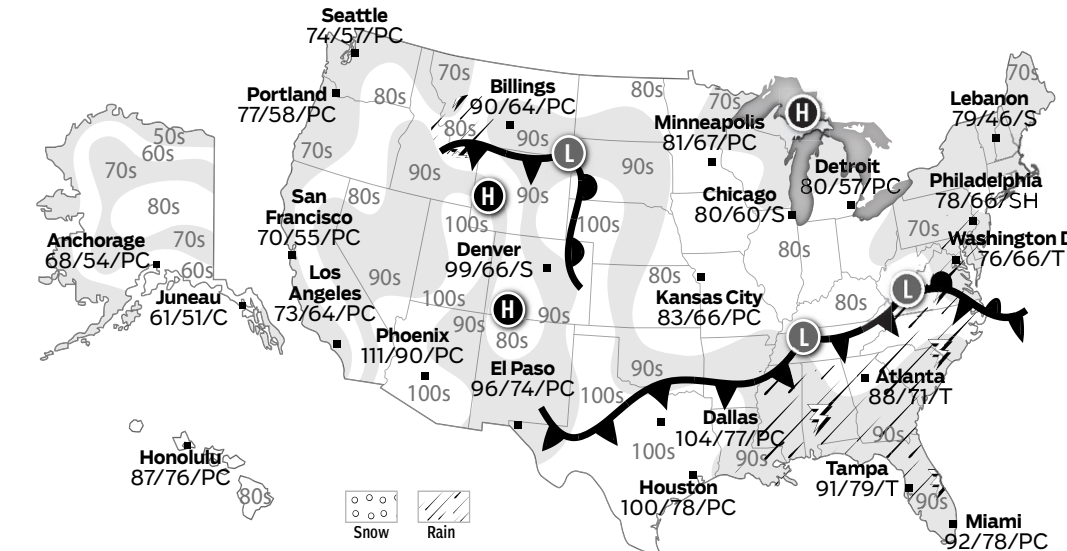 Seattle
74/57/PC
70s
Billings
90/64/PC
80s
70s
70s
Portland
77/58/PC
80s
Minneapolis
81/67/PC
H
Lebanon
79/46/S
50s
60s
70s
80s
70s
60s
Anchorage
68/54/PC
Juneau
61/51/C
70s
80s
90s
L
90s
Detroit
80/57/PC
Philadelphia
78/66/SH
90s
H
90s
Chicago
80/60/S
San
Francisco
70/55/PC
80s
100s
100s
70s
Washington D
76/66/T
Denver
99/66/S
80s
80s
Los
Angeles
73/64/PC
90s
100s
Kansas City
83/66/PC
L
80s
H
90s
90s
80s
L
Phoenix
111/90/PC
100s
El Paso
96/74/PC
90s
100s
Atlanta
88/71/T
Dallas
104/77/PC
100s
90s
90s
Honolulu
87/76/PC
80s
Houston
100/78/PC
Tampa
91/79/T
90s
Miami
92/78/PC
Snow
Rain